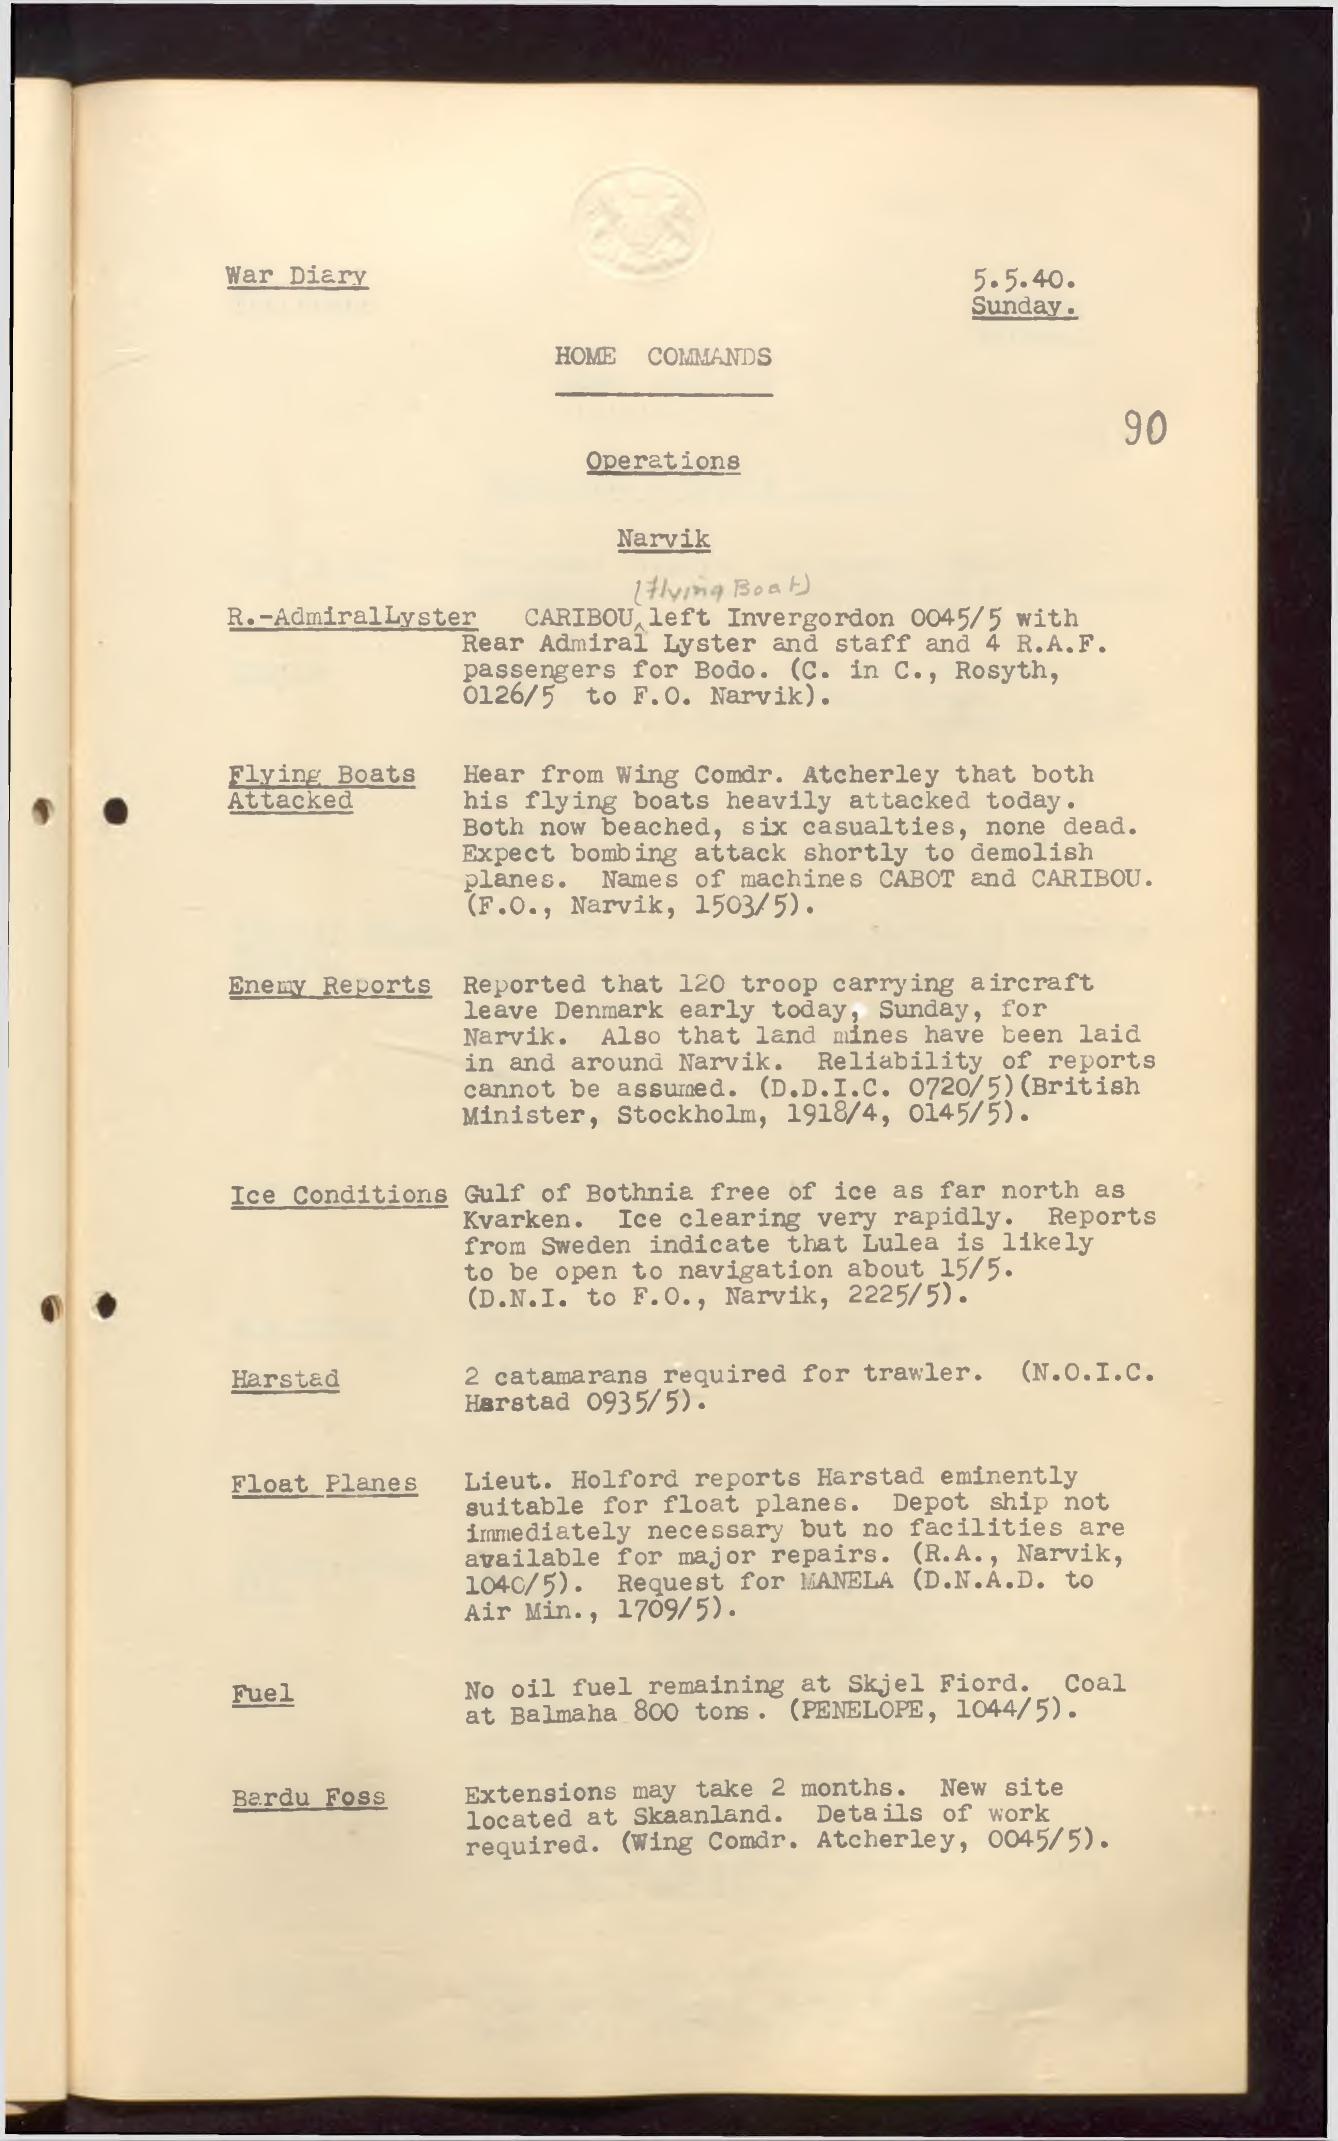 War Diary
5.5.40.
Sunday.
HOME COMMANDS
90
Operations
Narvik
(Flying Boat)
R.-AdmiralLyster CARIBOU^left Invergordon 0045/5 with
Rear Admiral Lyster and staff and 4 R.A.F.
passengers for Bodo. (C. in C., Rosyth,
0126/5 to F.O. Narvik).
Flying Boats Hear from Wing Comdr. Atcherley that both
Attacked his flying boats heavily attacked today.
Both now beached, six casualties, none dead.
Expect bombing attack shortly to demolish
planes. Names of machines CABOT and CARIBOU.
(F.O., Narvik, 1503/5).
Enemy Reports Reported that 120 troop carrying aircraft
leave Denmark early today, Sunday, for
Narvik. Also that land mines have been laid
in and around Narvik. Reliability of reports
cannot be assumed. (D.D.I.C. 0720/5)(British
Minister, Stockholm, 1918/4, 0145/5).
Ice Conditions Gulf of Bothnia free of ice as far north as
Kvarken. Ice clearing very rapidly. Reports
from Sweden indicate that Lulea is likely
to be open to navigation about 15/5.
(D.N.I. to F.O., Narvik, 2225/5).
Harstad 2 catamarans required for trawler. (N.O.I.C.
Harstad 0935/5).
Float Planes Lieut. Holford reports Harstad eminently
suitable for float planes. Depot ship not
immediately necessary but no facilities are
available for major repairs. (R.A., Narvik,
1040/5). Request for MANELA (D.N.A.D. to
Air Min., 1709/5).
Fuel No oil fuel remaining at Skjel Fiord. Coal
at Balmaha 800 tons. (PENELOPE, 1044/5).
Bardu Foss Extensions may take 2 months. New site
located at Skaanland. Details of work
required. (Wing Comdr. Atcherley, 0045/5).